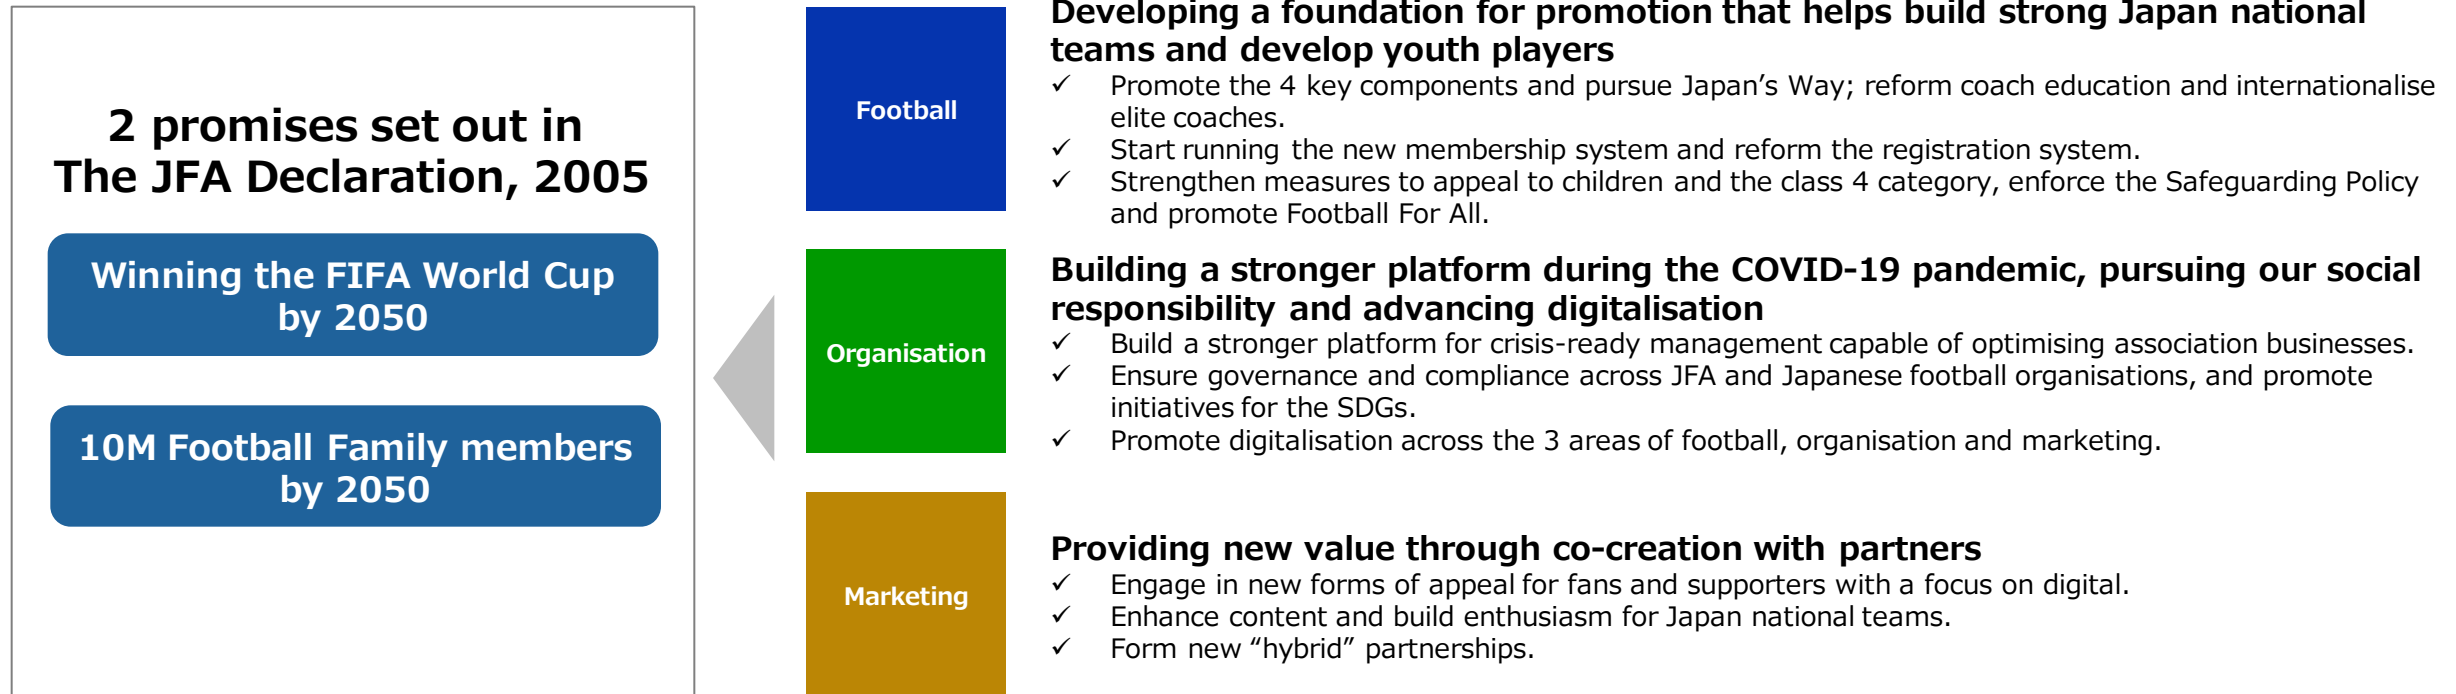 2 promises set out in
The JFA Declaration, 2005
Winning the FIFA World Cup
by 2050
10M Football Family members
by 2050
Football
Developing a foundation for promotion that helps build strong Japan national
teams and develop youth players
✓ Promote the 4 key components and pursue Japan's Way; reform coach education and internationalise
elite coaches.
✓ Start running the new membership system and reform the registration system.
✓ Strengthen measures to appeal to children and the class 4 category, enforce the Safeguarding Policy
and promote Football For All.
Organisation
Building a stronger platform during the COVID-19 pandemic, pursuing our social
responsibility and advancing digitalisation
✓ Build a stronger platform for crisis-ready management capable of optimising association businesses.
✓ Ensure governance and compliance across JFA and Japanese football organisations, and promote
initiatives for the SDGs.
✓ Promote digitalisation across the 3 areas of football, organisation and marketing.
Marketing
Providing new value through co-creation with partners
✓ Engage in new forms of appeal for fans and supporters with a focus on digital.
✓ Enhance content and build enthusiasm for Japan national teams.
✓ Form new “hybrid” partnerships.